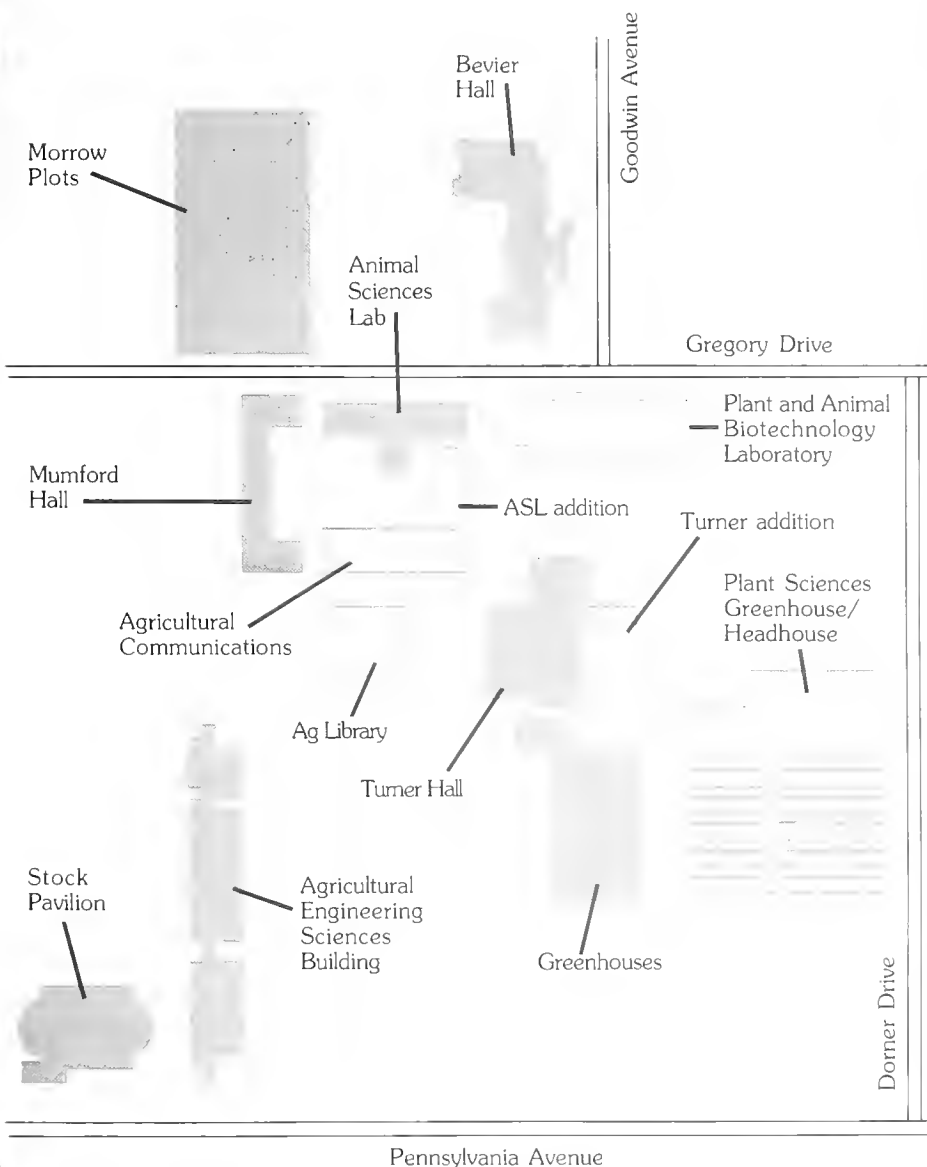 Goodwin Avenue
Bevier
Hall
Morrow
Plots
Animal
Sciences
Lab
Gregory Drive
Plant and Animal
Biotechnology
Laboratory
Mumford
Hall
ASL addition
Turner addition
Plant Sciences
Greenhouse/
Headhouse
Agricultural
Communications
Ag Library
Turner Hall
Stock
Pavilion
Agricultural
Engineering
Sciences
Building
Greenhouses
Dorner Drive
Pennsylvania Avenue